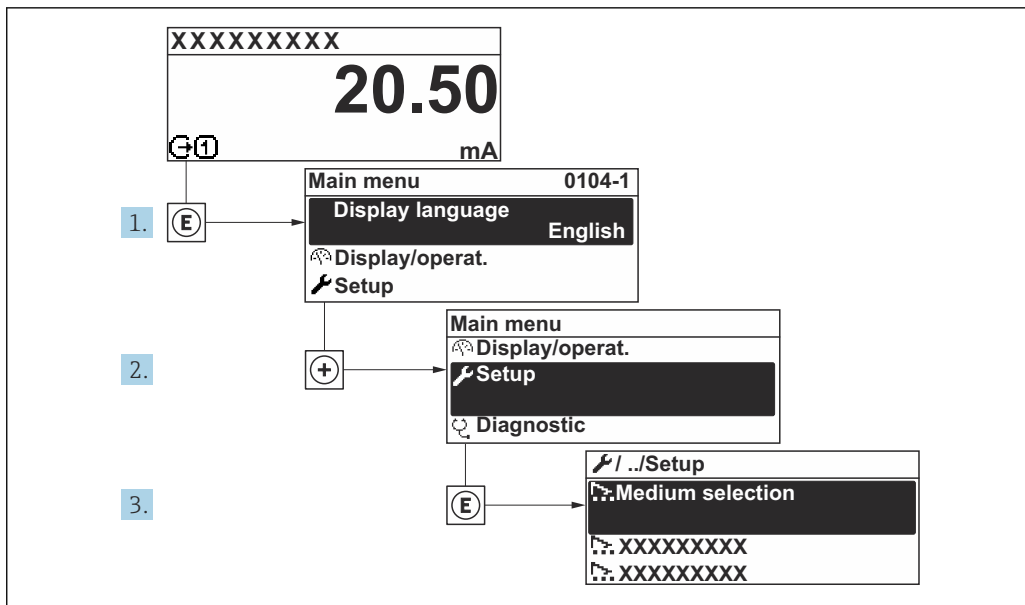 XXXXXXXXX
20.50
1 mA
Main menu 0104-1
1. E Display language
English
Display/operat.
Setup
Main menu
Display/operat.
2. + Setup
Diagnostic
/ ../Setup
3. E Medium selection
XXXXXXXXX
XXXXXXXXX